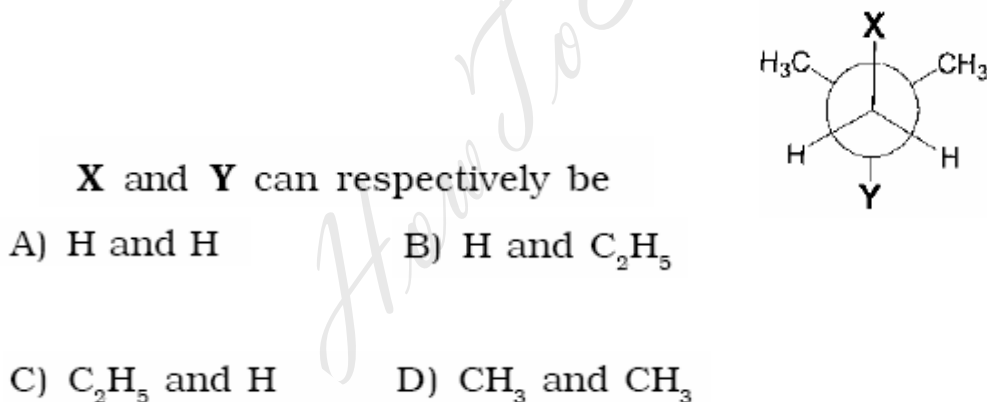 X
H₃C CH₃
H H
Y
X and Y can respectively be
A) H and H B) H and C₂H₅
C) C₂H₅ and H D) CH₃ and CH₃